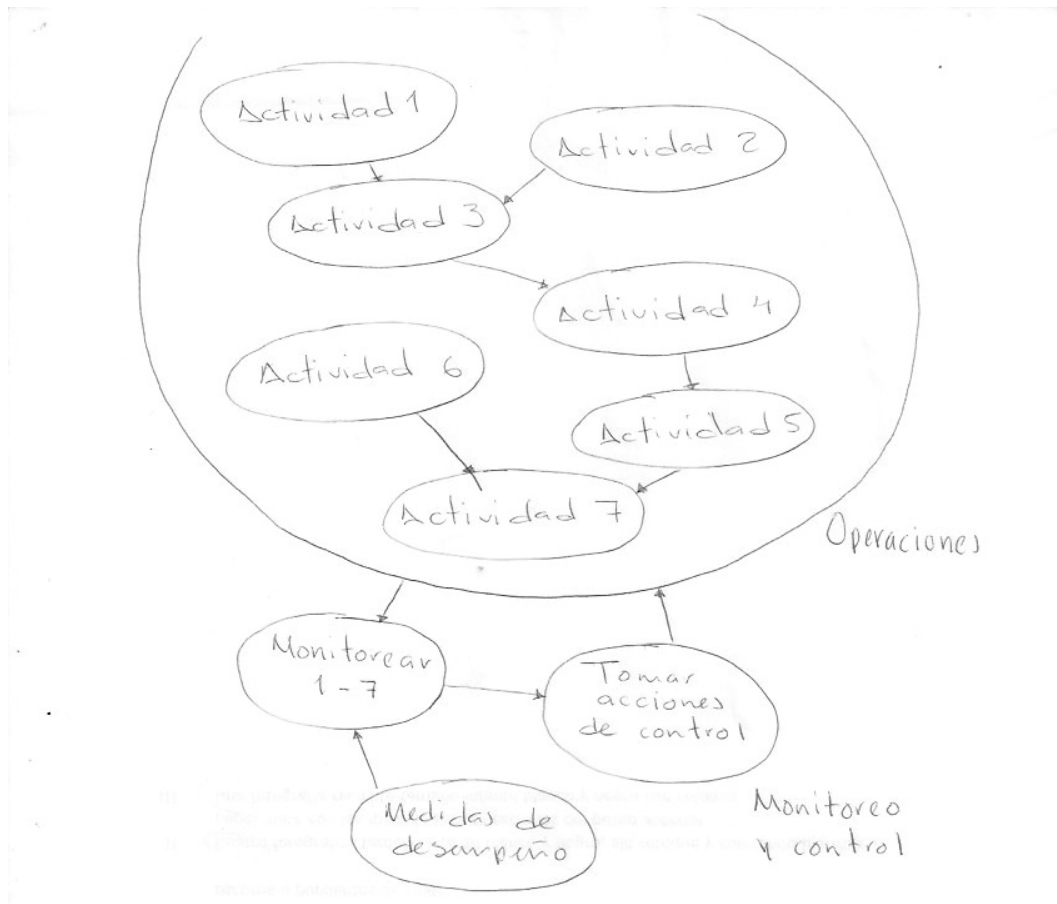 Actividad 1
Actividad 2
Actividad 3
Actividad 4
Actividad 6
Actividad 5
Actividad 7
Operaciones
Monitorear
1-7
Tomar
acciones
de control
Medidas de
desempeño
Monitoreo
y control